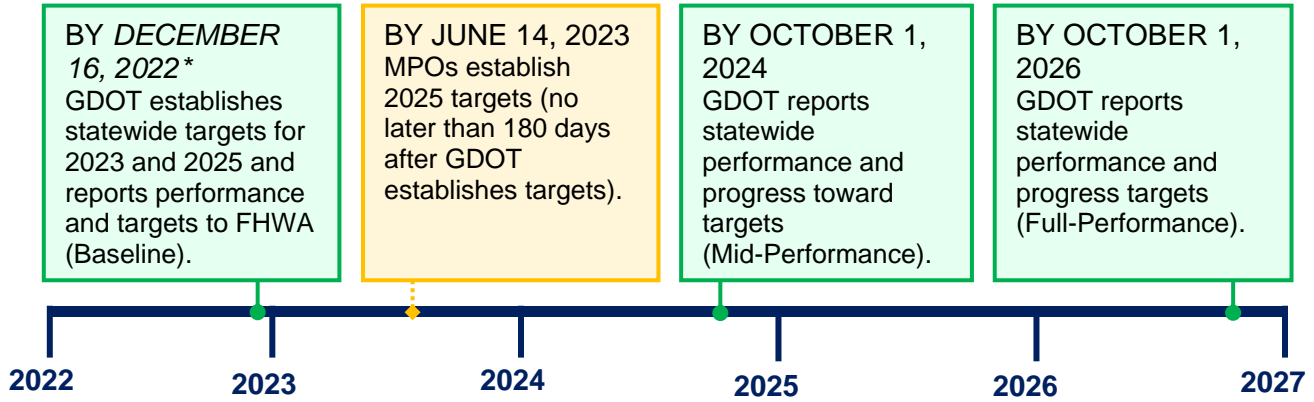 BY DECEMBER
16, 2022*
GDOT establishes
statewide targets for
2023 and 2025 and
reports performance
and targets to FHWA
(Baseline).
BY JUNE 14, 2023
MPOs establish
2025 targets (no
later than 180 days
after GDOT
establishes targets).
BY OCTOBER 1,
2024
GDOT reports
statewide
performance and
progress toward
targets
(Mid-Performance).
BY OCTOBER 1,
2026
GDOT reports
statewide
performance and
progress targets
(Full-Performance).
2022
2023
2024
2025
2026
2027